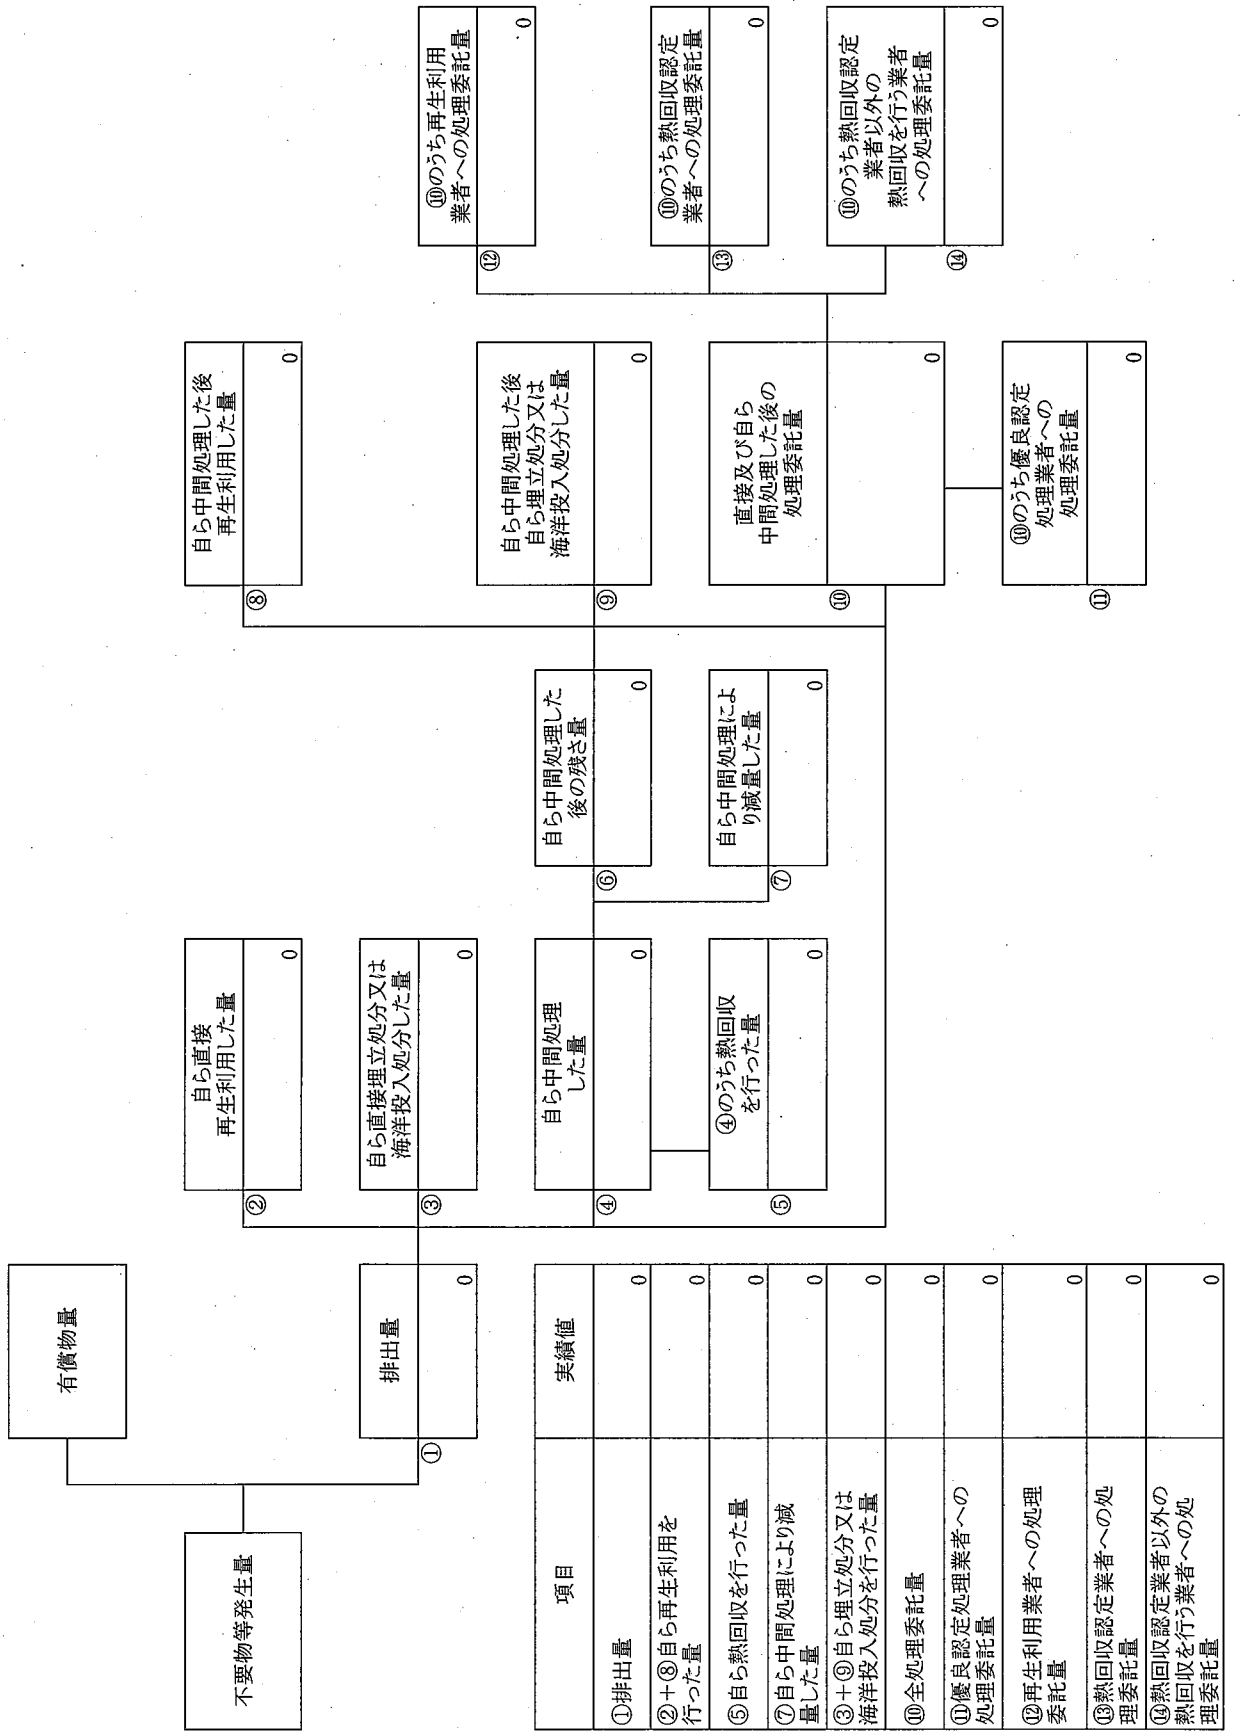 有償物量
不要物等発生量
排出量
①
0
自ら直接
再生利用した量
②
0
自ら直接埋立処分又は
海洋投入処分した量
③
0
自ら中間処理
した量
④
0
④のうち熱回収
を行った量
⑤
0
自ら中間処理した
後の残さ量
⑥
0
自ら中間処理によ
り減量した量
⑦
0
自ら中間処理した後
再生利用した量
⑧
0
自ら中間処理した後
自ら埋立処分又は
海洋投入処分した量
⑨
0
直接及び自ら
中間処理した後の
処理委託量
⑩
0
⑩のうち優良認定
処理業者への
処理委託量
⑪
0
⑩のうち再生利用
業者への処理委託量
⑫
0
⑩のうち熱回収認定
業者への処理委託量
⑬
0
⑩のうち熱回収認定
業者以外の
熱回収を行う業者
への処理委託量
⑭
0
項目 実績値
①排出量 0
②+⑧自ら再生利用を
行った量 0
⑤自ら熱回収を行った量 0
⑦自ら中間処理により減
量した量 0
③+⑨自ら埋立処分又は
海洋投入処分を行った量 0
⑩全処理委託量 0
⑪優良認定処理業者への
処理委託量 0
⑫再生利用業者への処理
委託量 0
⑬熱回収認定業者への処
理委託量 0
⑭熱回収認定業者以外の
熱回収を行う業者への処
理委託量 0